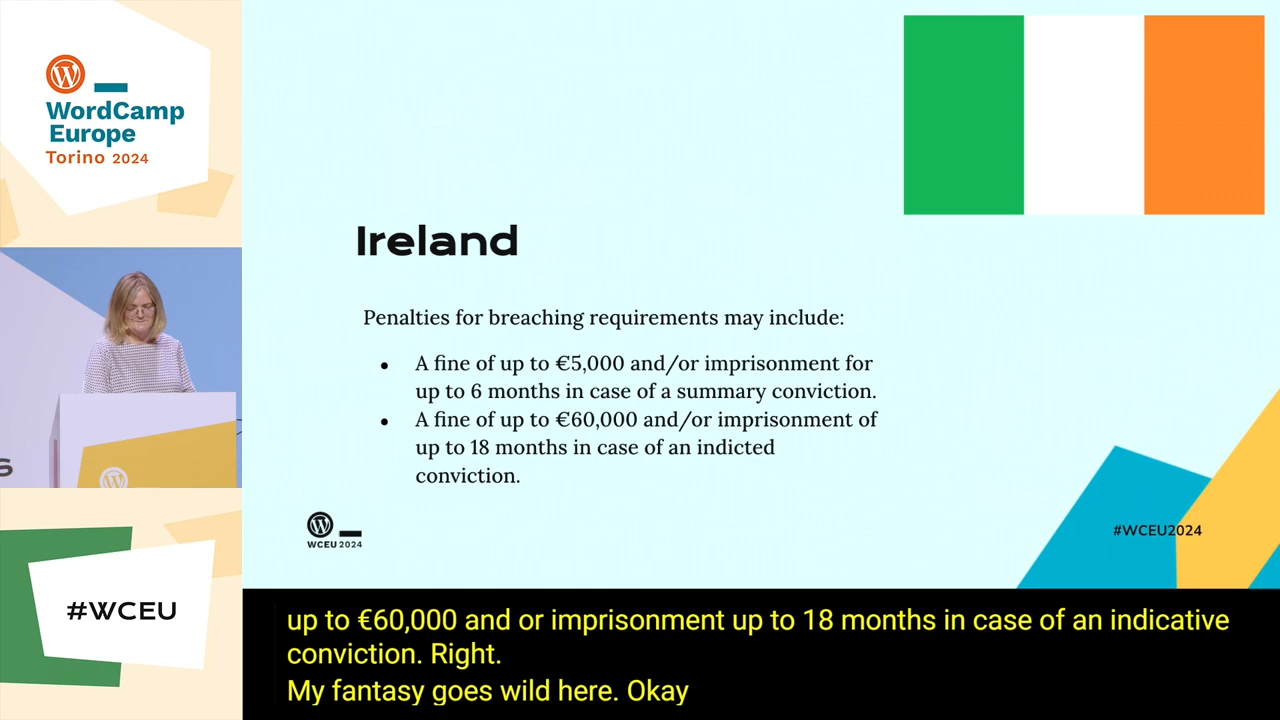 WordCamp
Europe
Torino 2024
S
#WCEU
Ireland
Penalties for breaching requirements may include:
• A fine of up to €5,000 and/or imprisonment for
up to 6 months in case of a summary conviction.
• A fine of up to €60,000 and/or imprisonment of
up to 18 months in case of an indicted
conviction.
WCEU 2024
#WCEU2024
up to €60,000 and or imprisonment up to 18 months in case of an indicative
conviction. Right.
My fantasy goes wild here. Okay